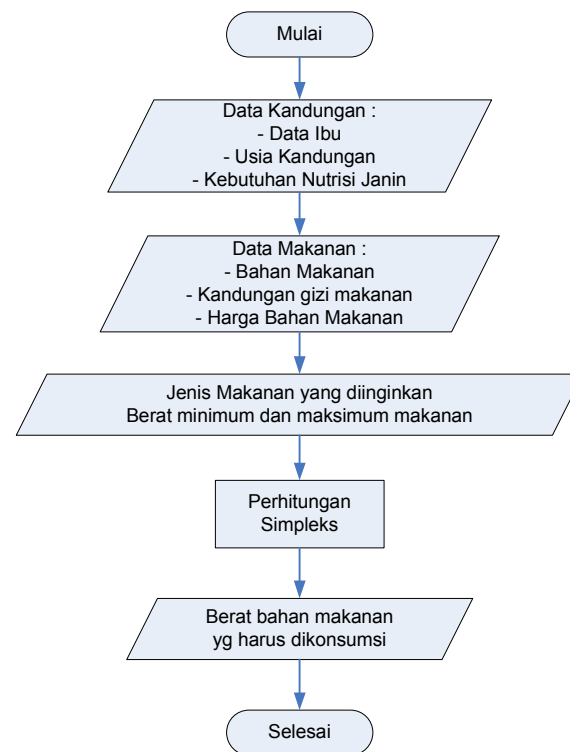 Mulai
Data Kandungan :
- Data Ibu
- Usia Kandungan
- Kebutuhan Nutrisi Janin
Data Makanan :
- Bahan Makanan
- Kandungan gizi makanan
- Harga Bahan Makanan
Jenis Makanan yang diinginkan
Berat minimum dan maksimum makanan
Perhitungan
Simpleks
Berat bahan makanan
yg harus dikonsumsi
Selesai